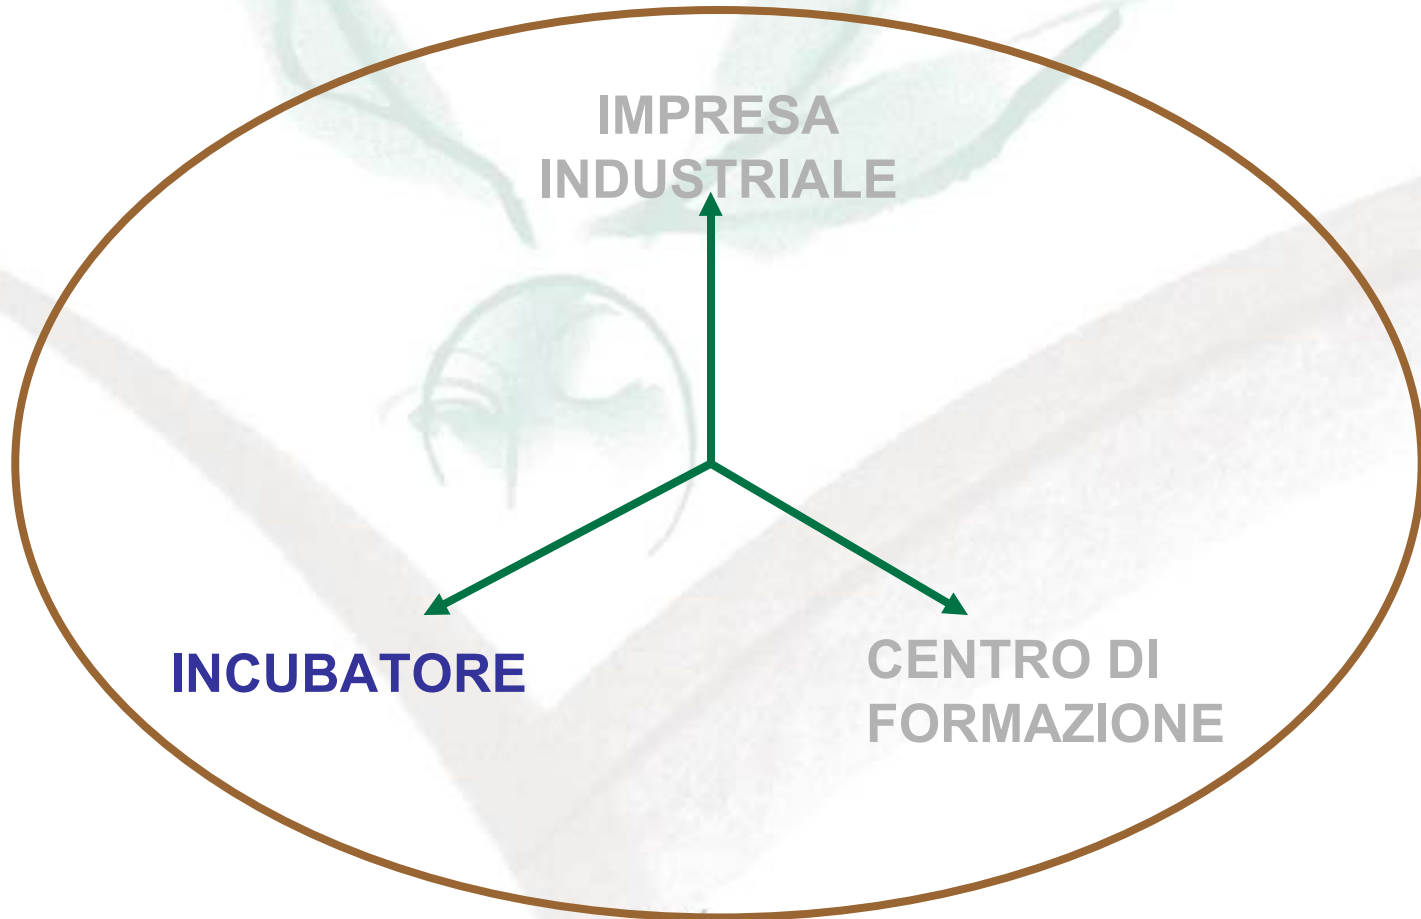 IMPRESA
INDUSTRIALE
INCUBATORE
CENTRO DI
FORMAZIONE